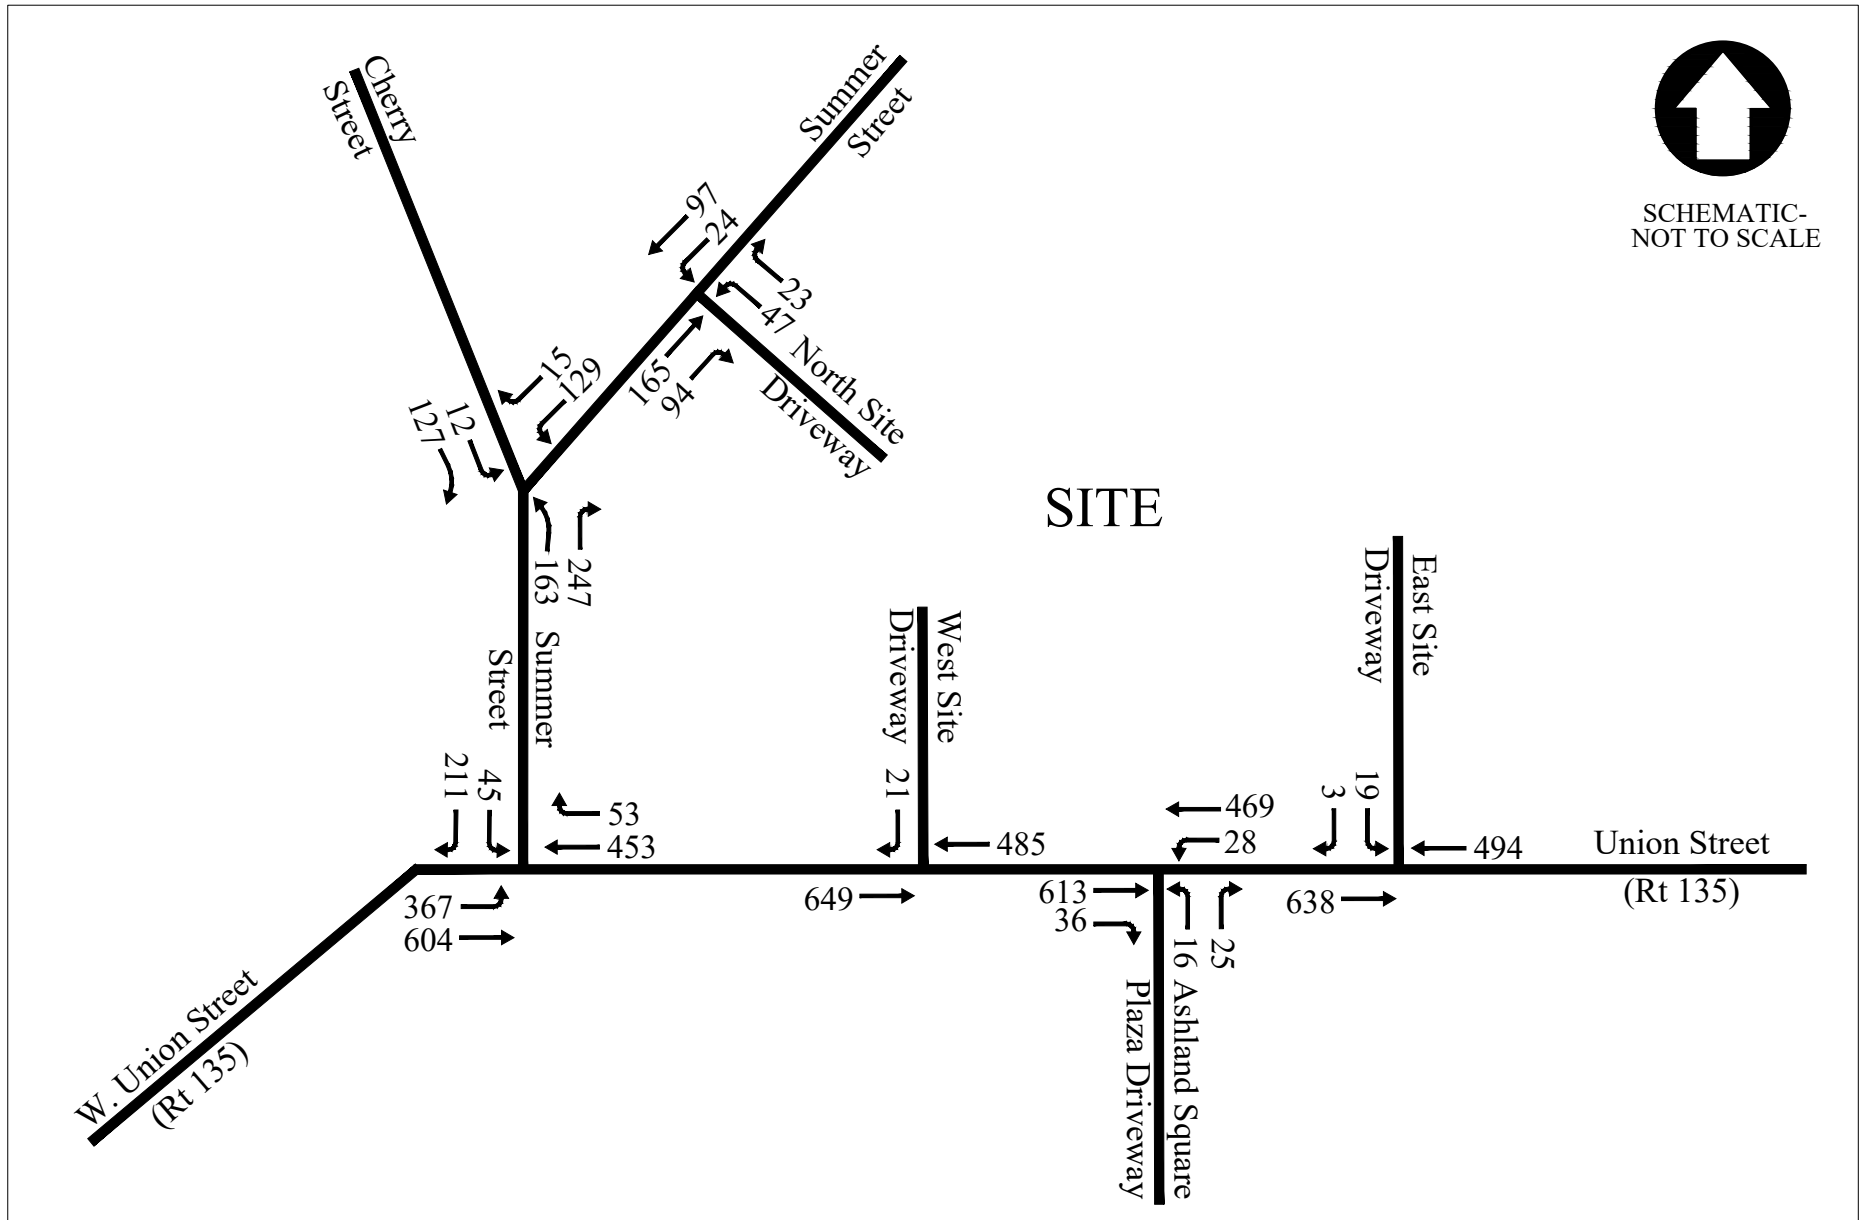 Cherry
Street
Summer
Street
SCHEMATIC-
NOT TO SCALE
97
24
23
47
North Site
Driveway
165
94
15
129
12
127
SITE
163
247
Summer
Street
West Site
Driveway
East Site
Driveway
211
45
53
453
21
485
469
28
3
19
494
Union Street
(Rt 135)
367
604
649
613
36
16
25
638
Ashland Square
Plaza Driveway
W. Union Street
(Rt 135)